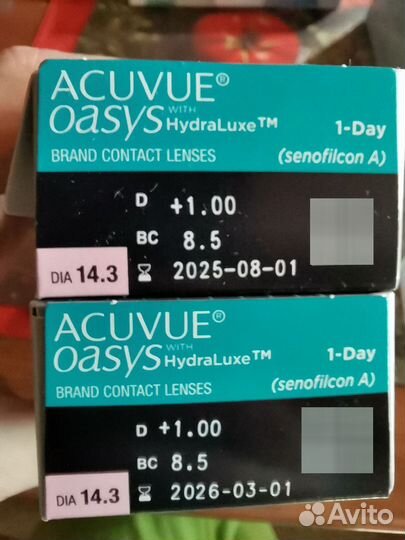 ACUVUE®
OASYS WITH HydraLuxe™ 1-Day
BRAND CONTACT LENSES (senofilcon A)
D +1.00
BC 8.5
DIA 14.3 2025-08-01
ACUVUE®
OASYS WITH HydraLuxe™ 1-Day
BRAND CONTACT LENSES (senofilcon A)
D +1.00
BC 8.5
DIA 14.3 2026-03-01
Avito